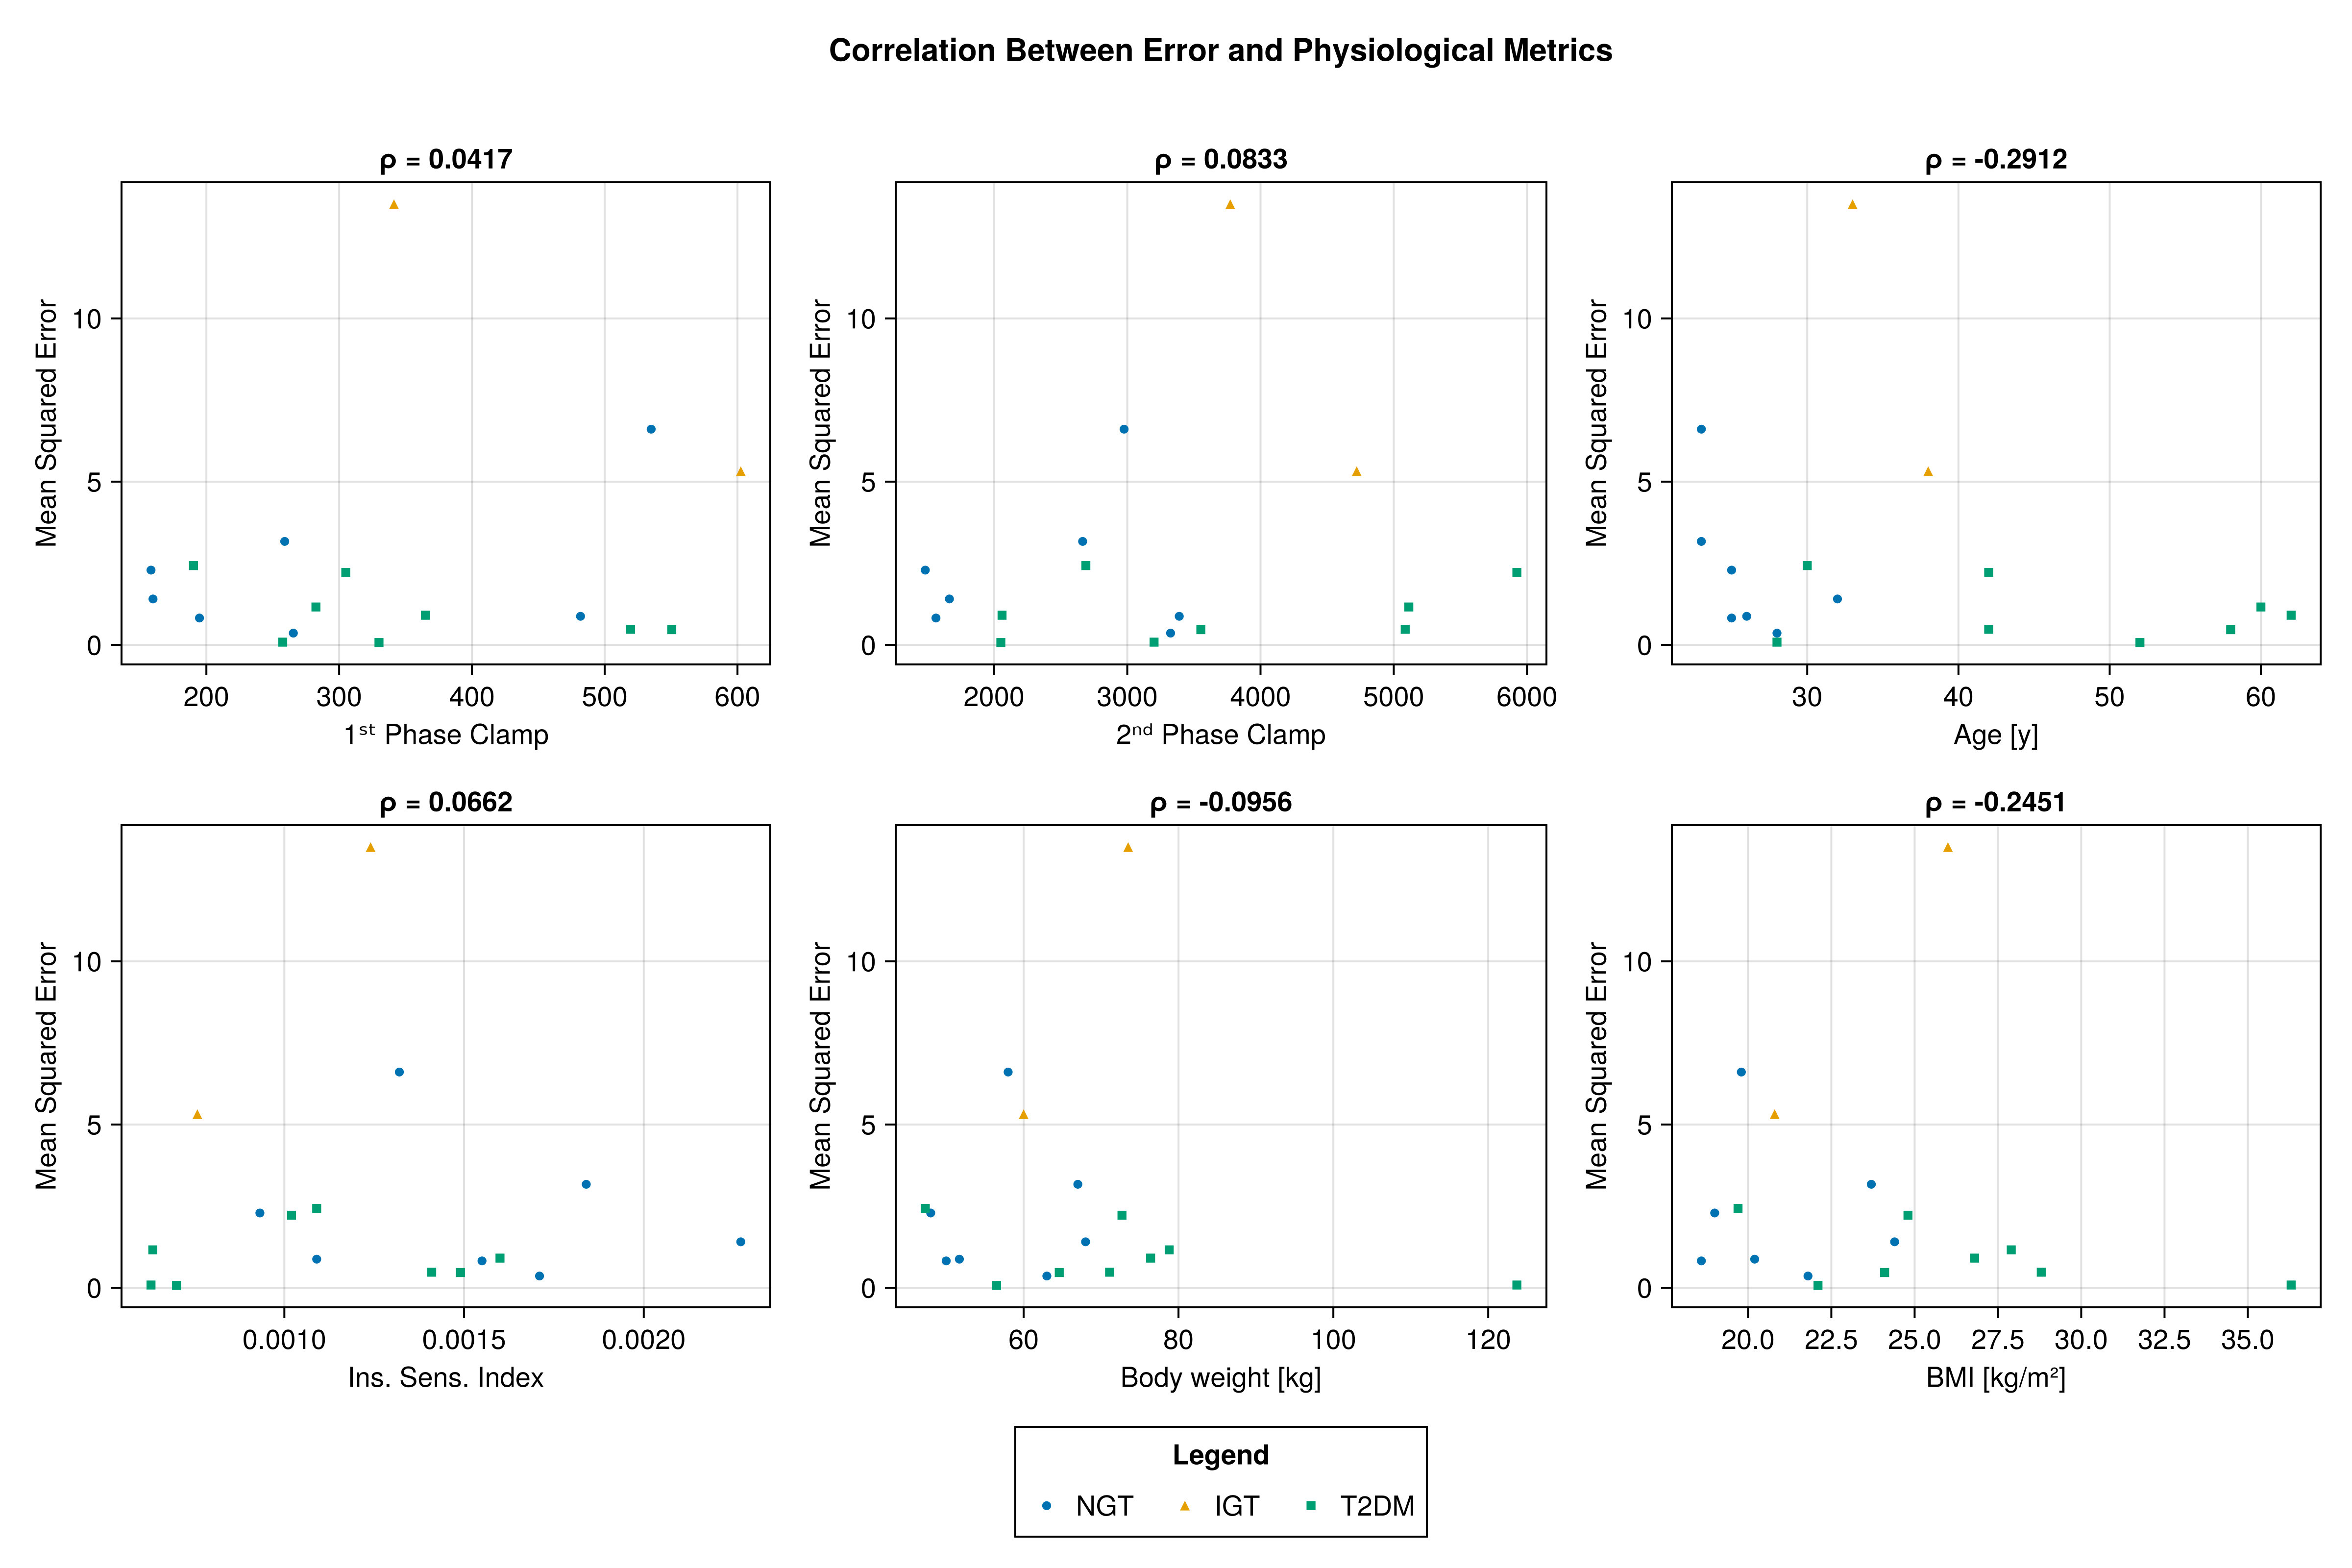 Correlation Between Error and Physiological Metrics
ρ = 0.0417
Mean Squared Error
10
5
0
200 300 400 500 600
1ˢᵗ Phase Clamp
ρ = 0.0833
Mean Squared Error
10
5
0
2000 3000 4000 5000 6000
2ⁿᵈ Phase Clamp
ρ = -0.2912
Mean Squared Error
10
5
0
30 40 50 60
Age [y]
ρ = 0.0662
Mean Squared Error
10
5
0
0.0010 0.0015 0.0020
Ins. Sens. Index
ρ = -0.0956
Mean Squared Error
10
5
0
60 80 100 120
Body weight [kg]
ρ = -0.2451
Mean Squared Error
10
5
0
20.0 22.5 25.0 27.5 30.0 32.5 35.0
BMI [kg/m²]
Legend
NGT IGT T2DM